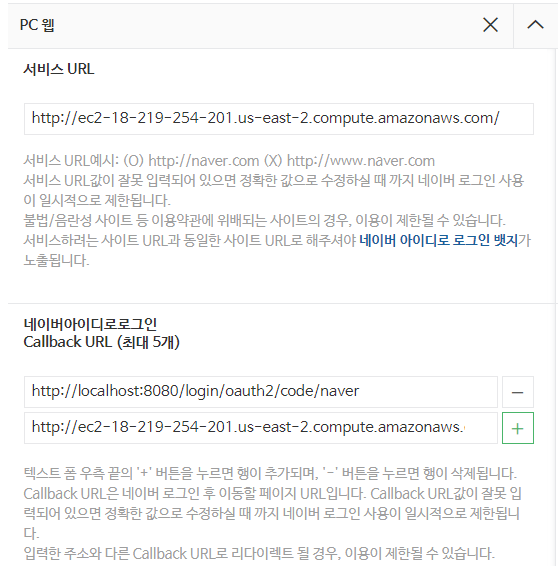 PC 웹
서비스 URL
http://ec2-18-219-254-201.us-east-2.compute.amazonaws.com/
서비스 URL예시: (O) http://naver.com (X) http://www.naver.com
서비스 URL값이 잘못 입력되어 있으면 정확한 값으로 수정하실 때 까지 네이버 로그인 사용
이 일시적으로 제한됩니다.
불법/음란성 사이트 등 이용약관에 위배되는 사이트의 경우, 이용이 제한될 수 있습니다.
서비스하려는 사이트 URL과 동일한 사이트 URL로 해주셔야 네이버 아이디로 로그인 뱃지가
노출됩니다.
네이버아이디로로그인
Callback URL (최대 5개)
http://localhost:8080/login/oauth2/code/naver
http://ec2-18-219-254-201.us-east-2.compute.amazonaws.
텍스트 폼 우측 끝의 '+' 버튼을 누르면 행이 추가되며, '-' 버튼을 누르면 행이 삭제됩니다.
Callback URL은 네이버 로그인 후 이동할 페이지 URL입니다. Callback URL값이 잘못 입
력되어 있으면 정확한 값으로 수정하실 때 까지 네이버 로그인 사용이 일시적으로 제한됩니
다.
입력한 주소와 다른 Callback URL로 리다이렉트 될 경우, 이용이 제한될 수 있습니다.